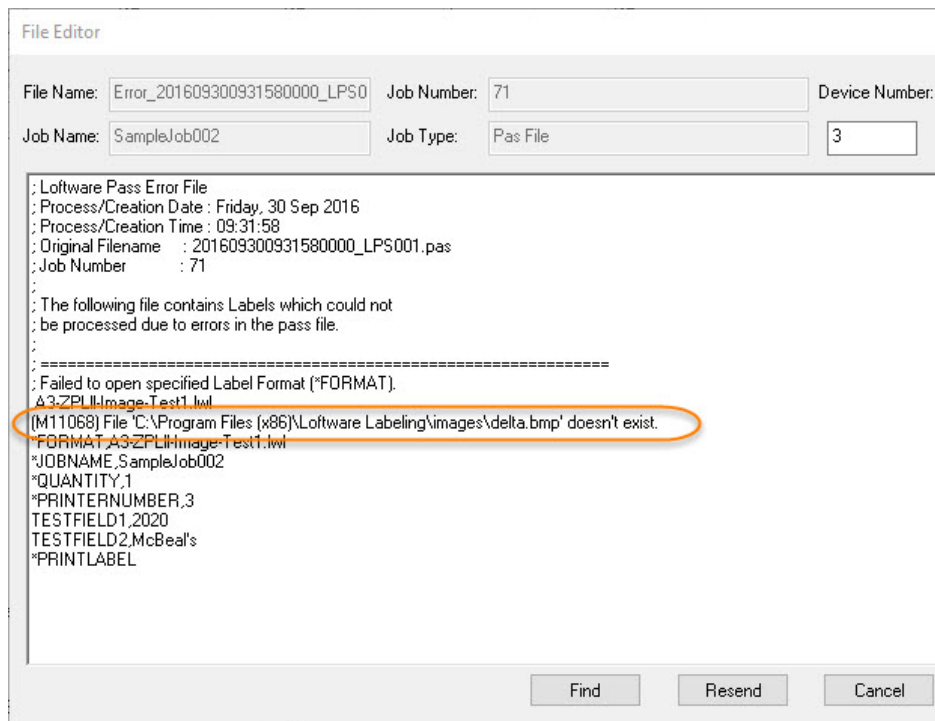 File Editor
File Name: Error_201609300931580000_LPS0 Job Number: 71 Device Number:
Job Name: SampleJob002 Job Type: Pas File 3
; Loftware Pass Error File
; Process/Creation Date : Friday, 30 Sep 2016
; Process/Creation Time : 09:31:58
; Original Filename : 201609300931580000_LPS001.pas
; Job Number : 71
;
; The following file contains Labels which could not
; be processed due to errors in the pass file.
;
; ===============================================================
; Failed to open specified Label Format (*FORMAT).
A3-ZPLII-Image-Test1.lwl
(M11068) File 'C:\Program Files (x86)\Loftware Labeling\images\delta.bmp' doesn't exist.
*FORMAT,A3-ZPLII-Image-Test1.lwl
*JOBNAME,SampleJob002
*QUANTITY,1
*PRINTERNUMBER,3
TESTFIELD1,2020
TESTFIELD2,McBeal's
*PRINTLABEL
Find Resend Cancel